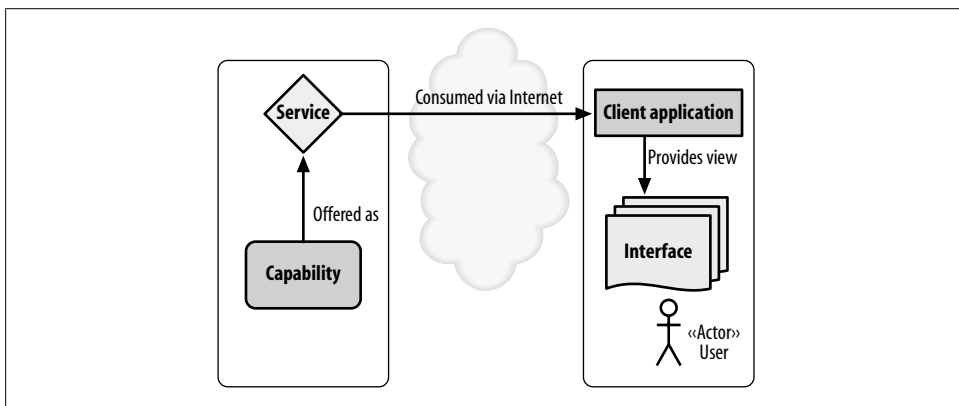 Service
Consumed via Internet
Client application
Provides view
Offered as
Interface
Capability
«Actor»
User